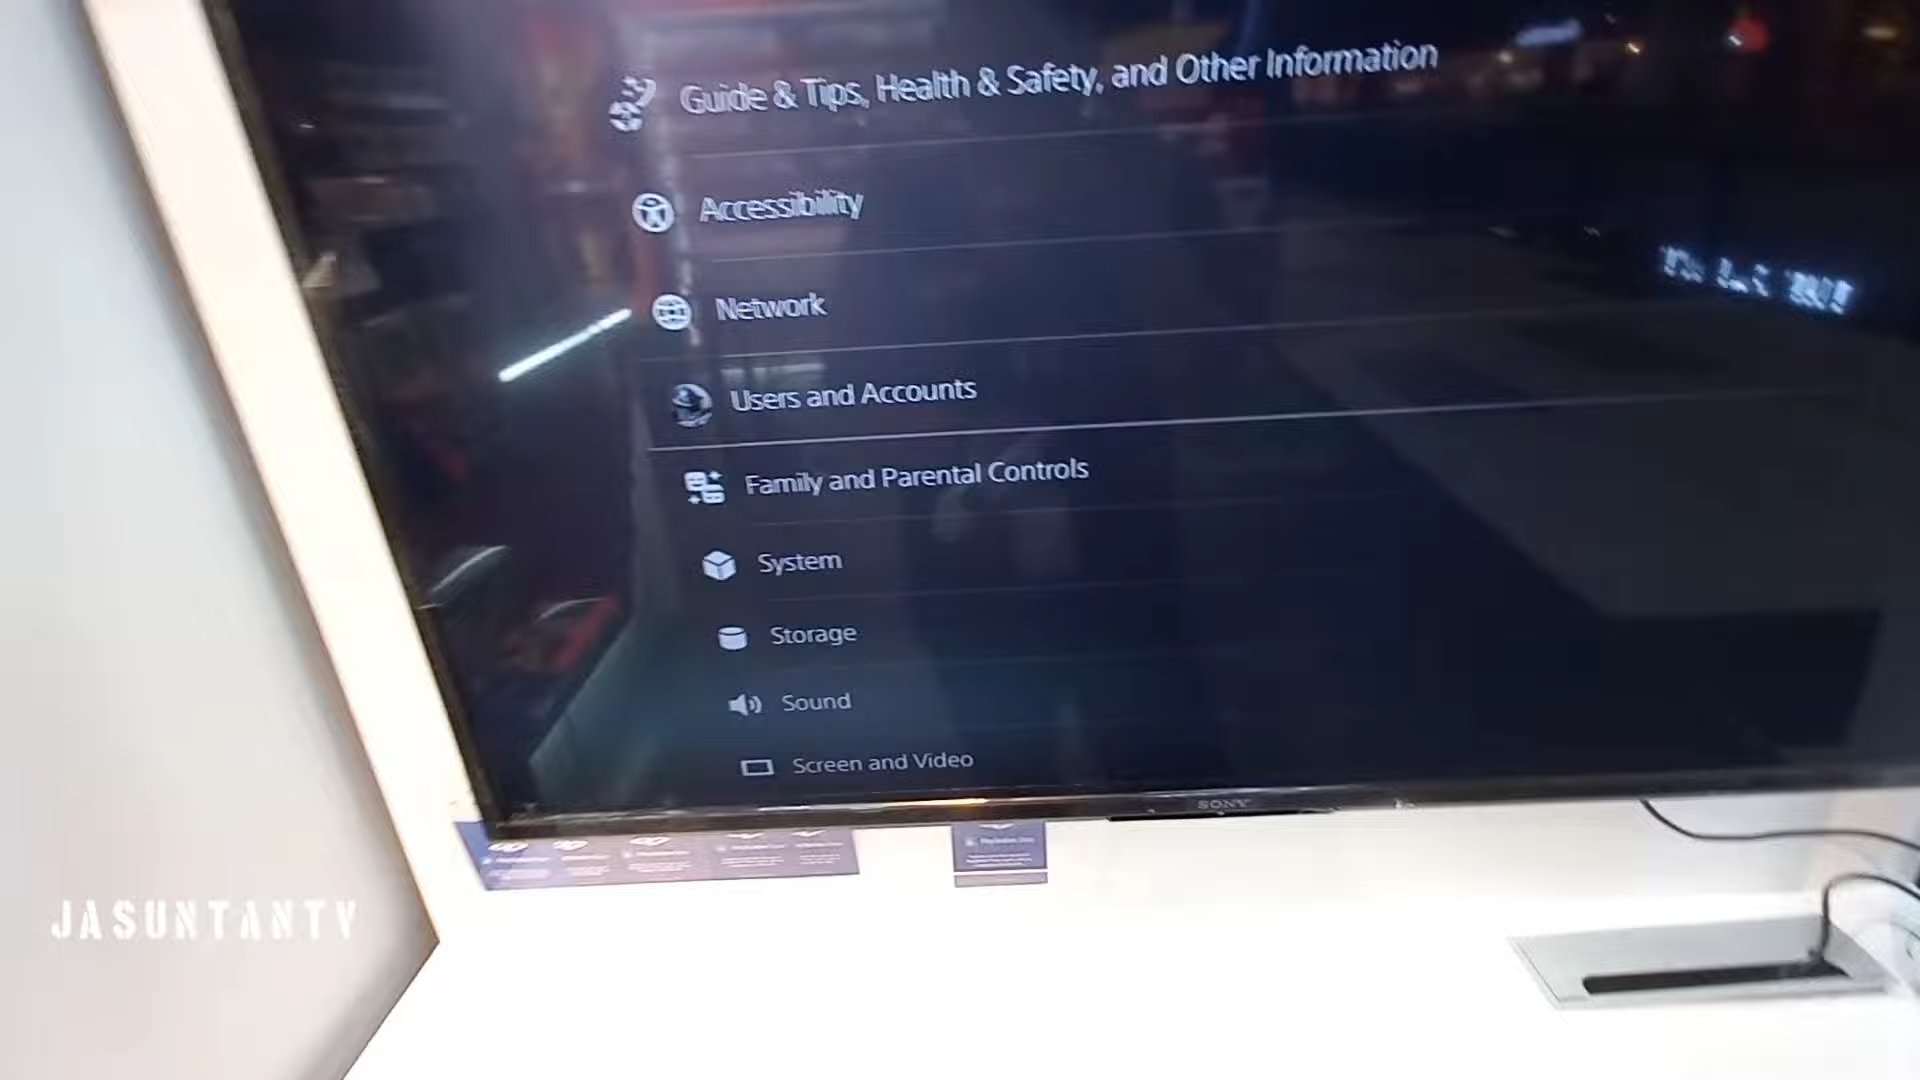 Guide & Tips, Health & Safety, and Other Information
Accessibility
Network
Users and Accounts
Family and Parental Controls
System
Storage
Sound
Screen and Video
SONY
JASUNTANTV